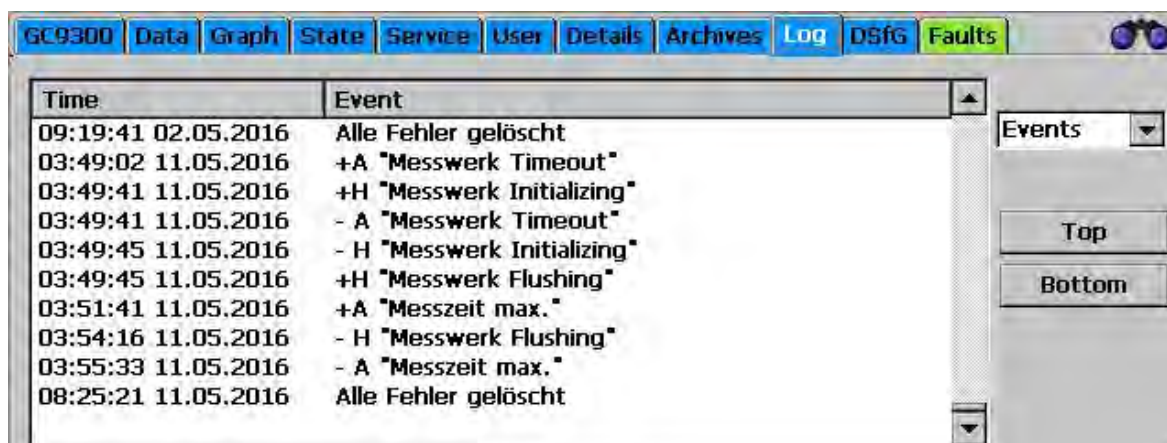 GC9300 Data Graph State Service User Details Archives Log DSfG Faults
Time Event
09:19:41 02.05.2016 Alle Fehler gelöscht
03:49:02 11.05.2016 +A "Messwerk Timeout"
03:49:41 11.05.2016 +H "Messwerk Initializing"
03:49:41 11.05.2016 - A "Messwerk Timeout"
03:49:45 11.05.2016 - H "Messwerk Initializing"
03:49:45 11.05.2016 +H "Messwerk Flushing"
03:51:41 11.05.2016 +A "Messzeit max."
03:54:16 11.05.2016 - H "Messwerk Flushing"
03:55:33 11.05.2016 - A "Messzeit max."
08:25:21 11.05.2016 Alle Fehler gelöscht
Events
Top
Bottom